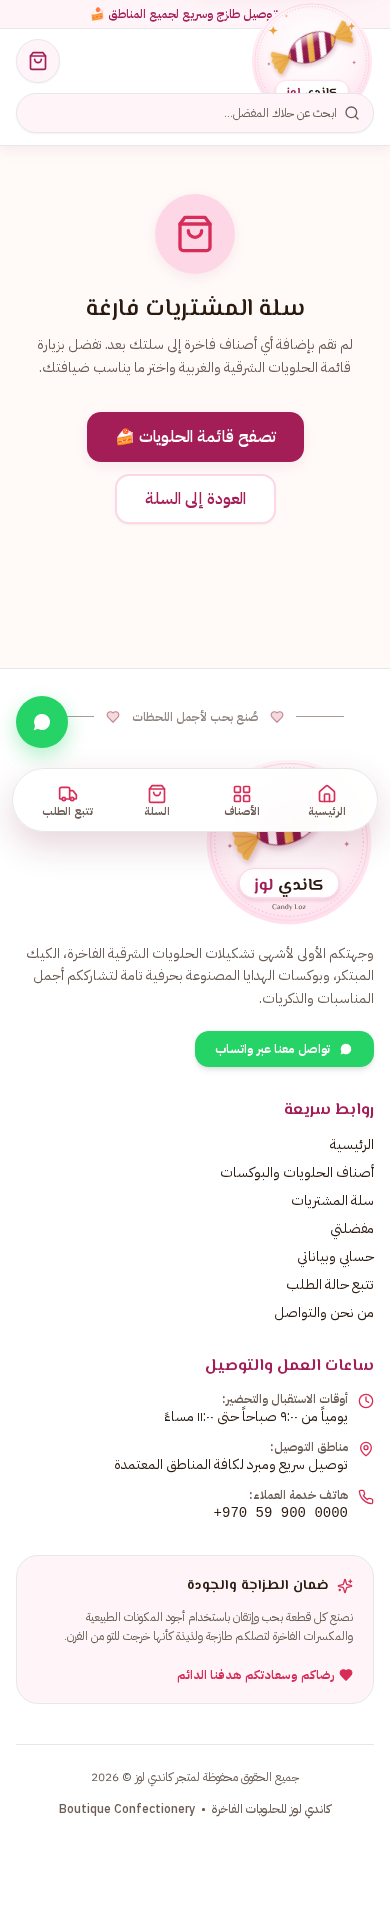 توصيل طازج وسريع لجميع المناطق
كاندي لوز
ابحث عن حلاك المفضل...
سلة المشتريات فارغة
لم تقم بإضافة أي أصناف فاخرة إلى سلتك بعد. تفضل بزيارة
قائمة الحلويات الشرقية والغربية واختر ما يناسب ضيافتك.
تصفح قائمة الحلويات 🍰
العودة إلى السلة
صُنع بحب لأجمل اللحظات
الرئيسية
الأصناف
السلة
تتبع الطلب
كاندي لوز
Candy Loz
وجهتكم الأولى لأشهى تشكيلات الحلويات الشرقية الفاخرة، الكيك
المبتكر، وبوكسات الهدايا المصنوعة بحرفية تامة لتشارككم أجمل
المناسبات والذكريات.
تواصل معنا عبر واتساب
روابط سريعة
الرئيسية
أصناف الحلويات والبوكسات
سلة المشتريات
مفضلتي
حسابي وبياناتي
تتبع حالة الطلب
من نحن والتواصل
ساعات العمل والتوصيل
أوقات الاستقبال والتحضير:
يومياً من ٩:٠٠ صباحاً حتى ١١:٠٠ مساءً
مناطق التوصيل:
توصيل سريع ومبرد لكافة المناطق المعتمدة
هاتف خدمة العملاء:
+970 59 900 0000
ضمان الطزاجة والجودة
نصنع كل قطعة بحب وإتقان باستخدام أجود المكونات الطبيعية
والمكسرات الفاخرة لتصلكم طازجة ولذيذة كأنها خرجت للتو من الفرن.
رضاكم وسعادتكم هدفنا الدائم
جميع الحقوق محفوظة لمتجر كاندي لوز © 2026
كاندي لوز للحلويات الفاخرة • Boutique Confectionery